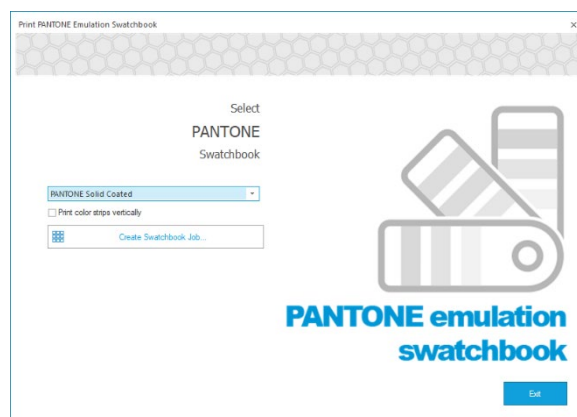 Print PANTONE Emulation Swatchbook
Select
PANTONE
Swatchbook
PANTONE Solid Coated
Print color strips vertically
Create Swatchbook Job...
PANTONE emulation
swatchbook
Exit